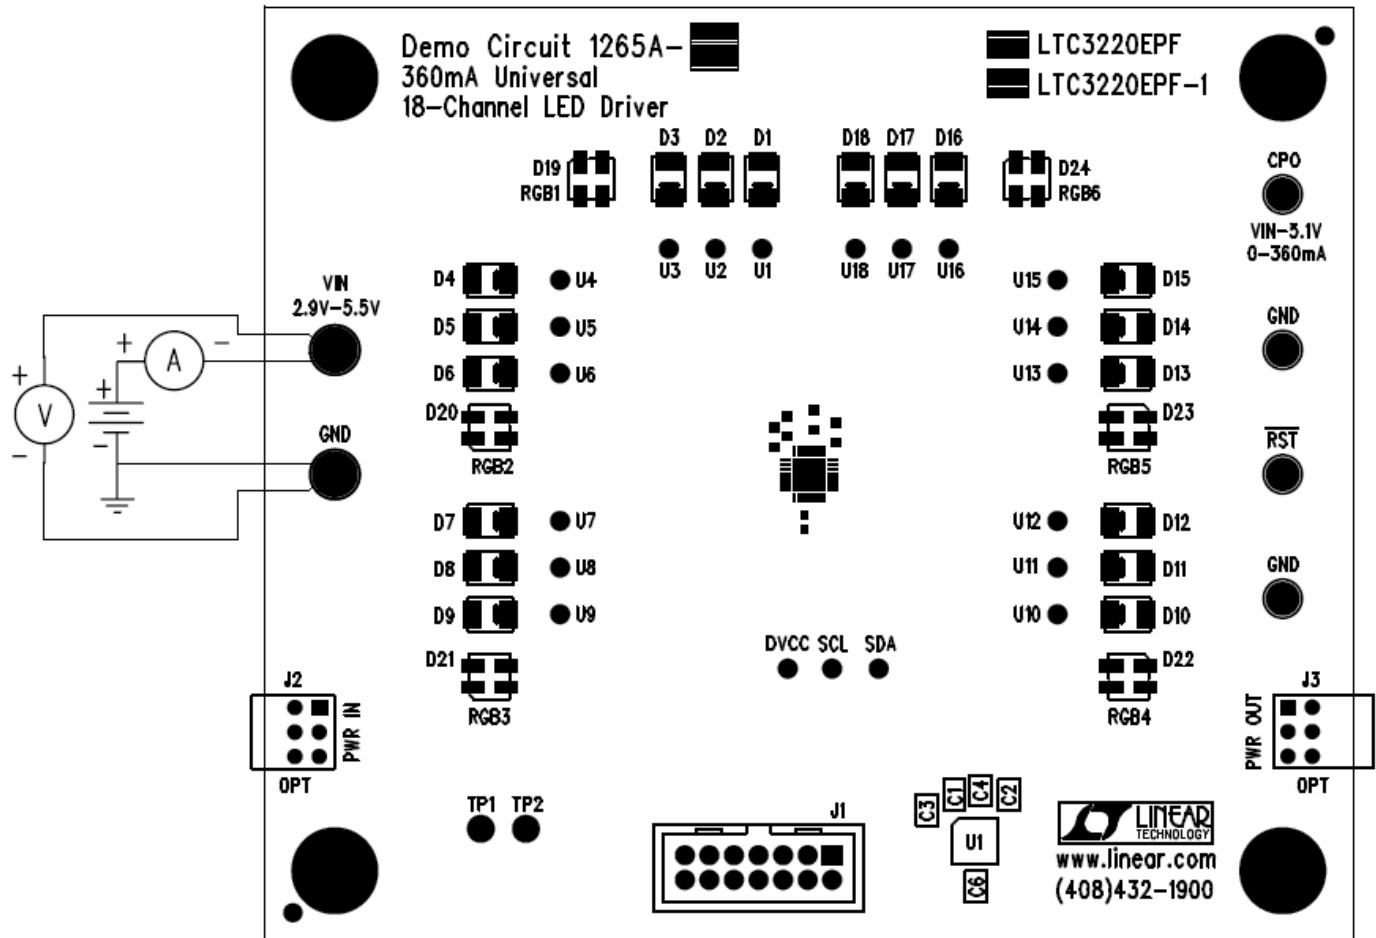 Demo Circuit 1265A-
360mA Universal
18-Channel LED Driver
LTC3220EPF
LTC3220EPF-1
D3 D2 D1 D18 D17 D16
D19
RGB1
D24
RGB6
CPO
VIN-5.1V
0-360mA
U3 U2 U1 U18 U17 U16
VIN
2.9V-5.5V
D4 U4 U15 D15
D5 U5 U14 D14
GND
D6 U6 U13 D13
+ A -
+ V -
+ -
D20
RGB2
D23
RGB5
GND
RST
D7 U7 U12 D12
D8 U8 U11 D11
GND
D9 U9 U10 D10
DVCC SCL SDA
D21
RGB3
D22
RGB4
J2
PWR IN
OPT
J3
PWR OUT
OPT
TP1 TP2
J1
C3 C1 C4 C2
U1
C6
LINEAR
TECHNOLOGY
www.linear.com
(408)432-1900